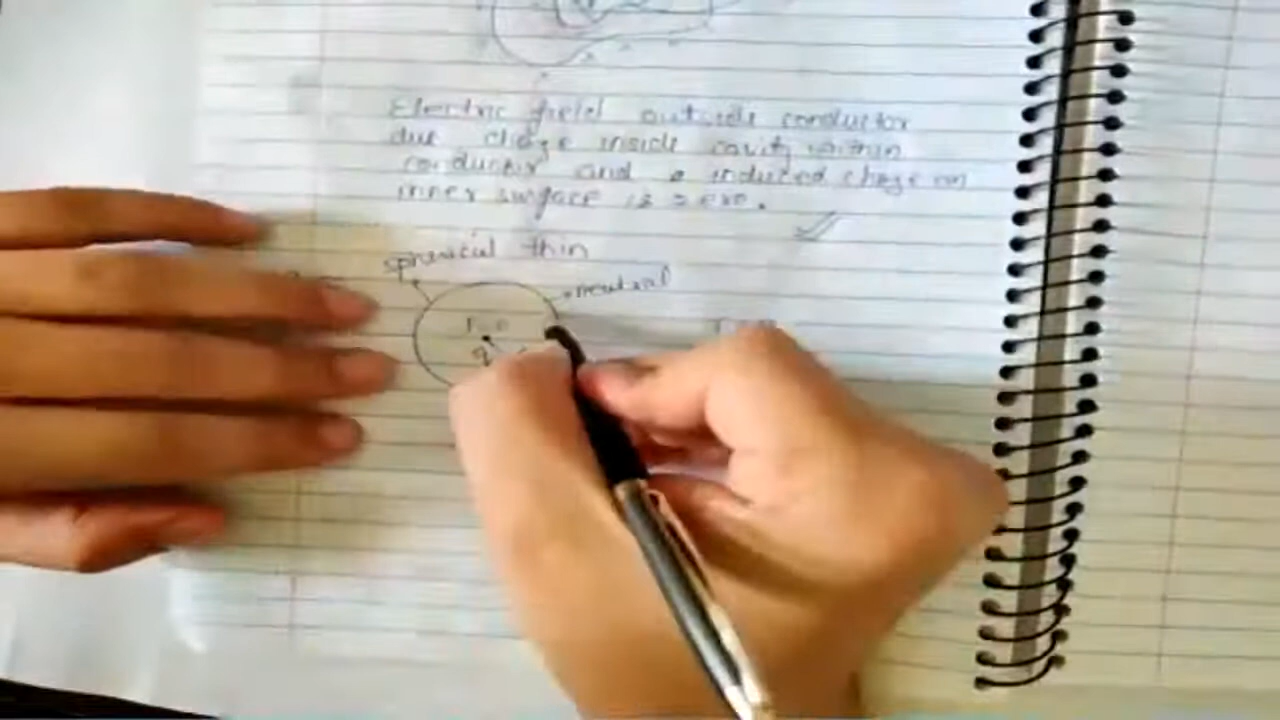 Electric field outside conductor
due charge inside cavity within
conductor and induced charge on
inner surface is zero.
spherical thin
neutral
q